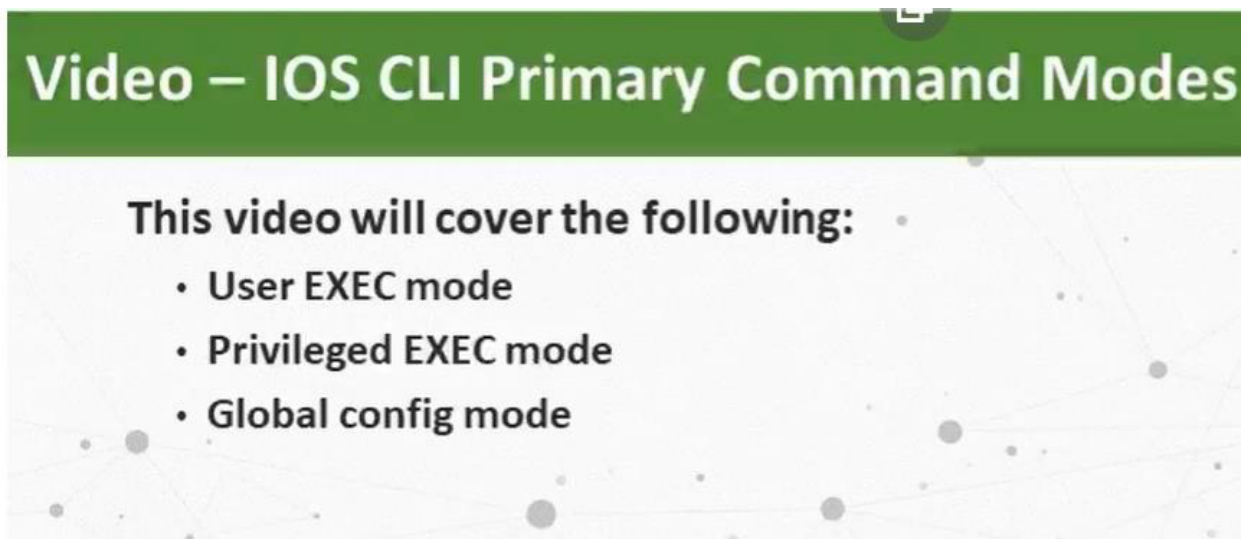 Video – IOS CLI Primary Command Modes
This video will cover the following:
• User EXEC mode
• Privileged EXEC mode
• Global config mode